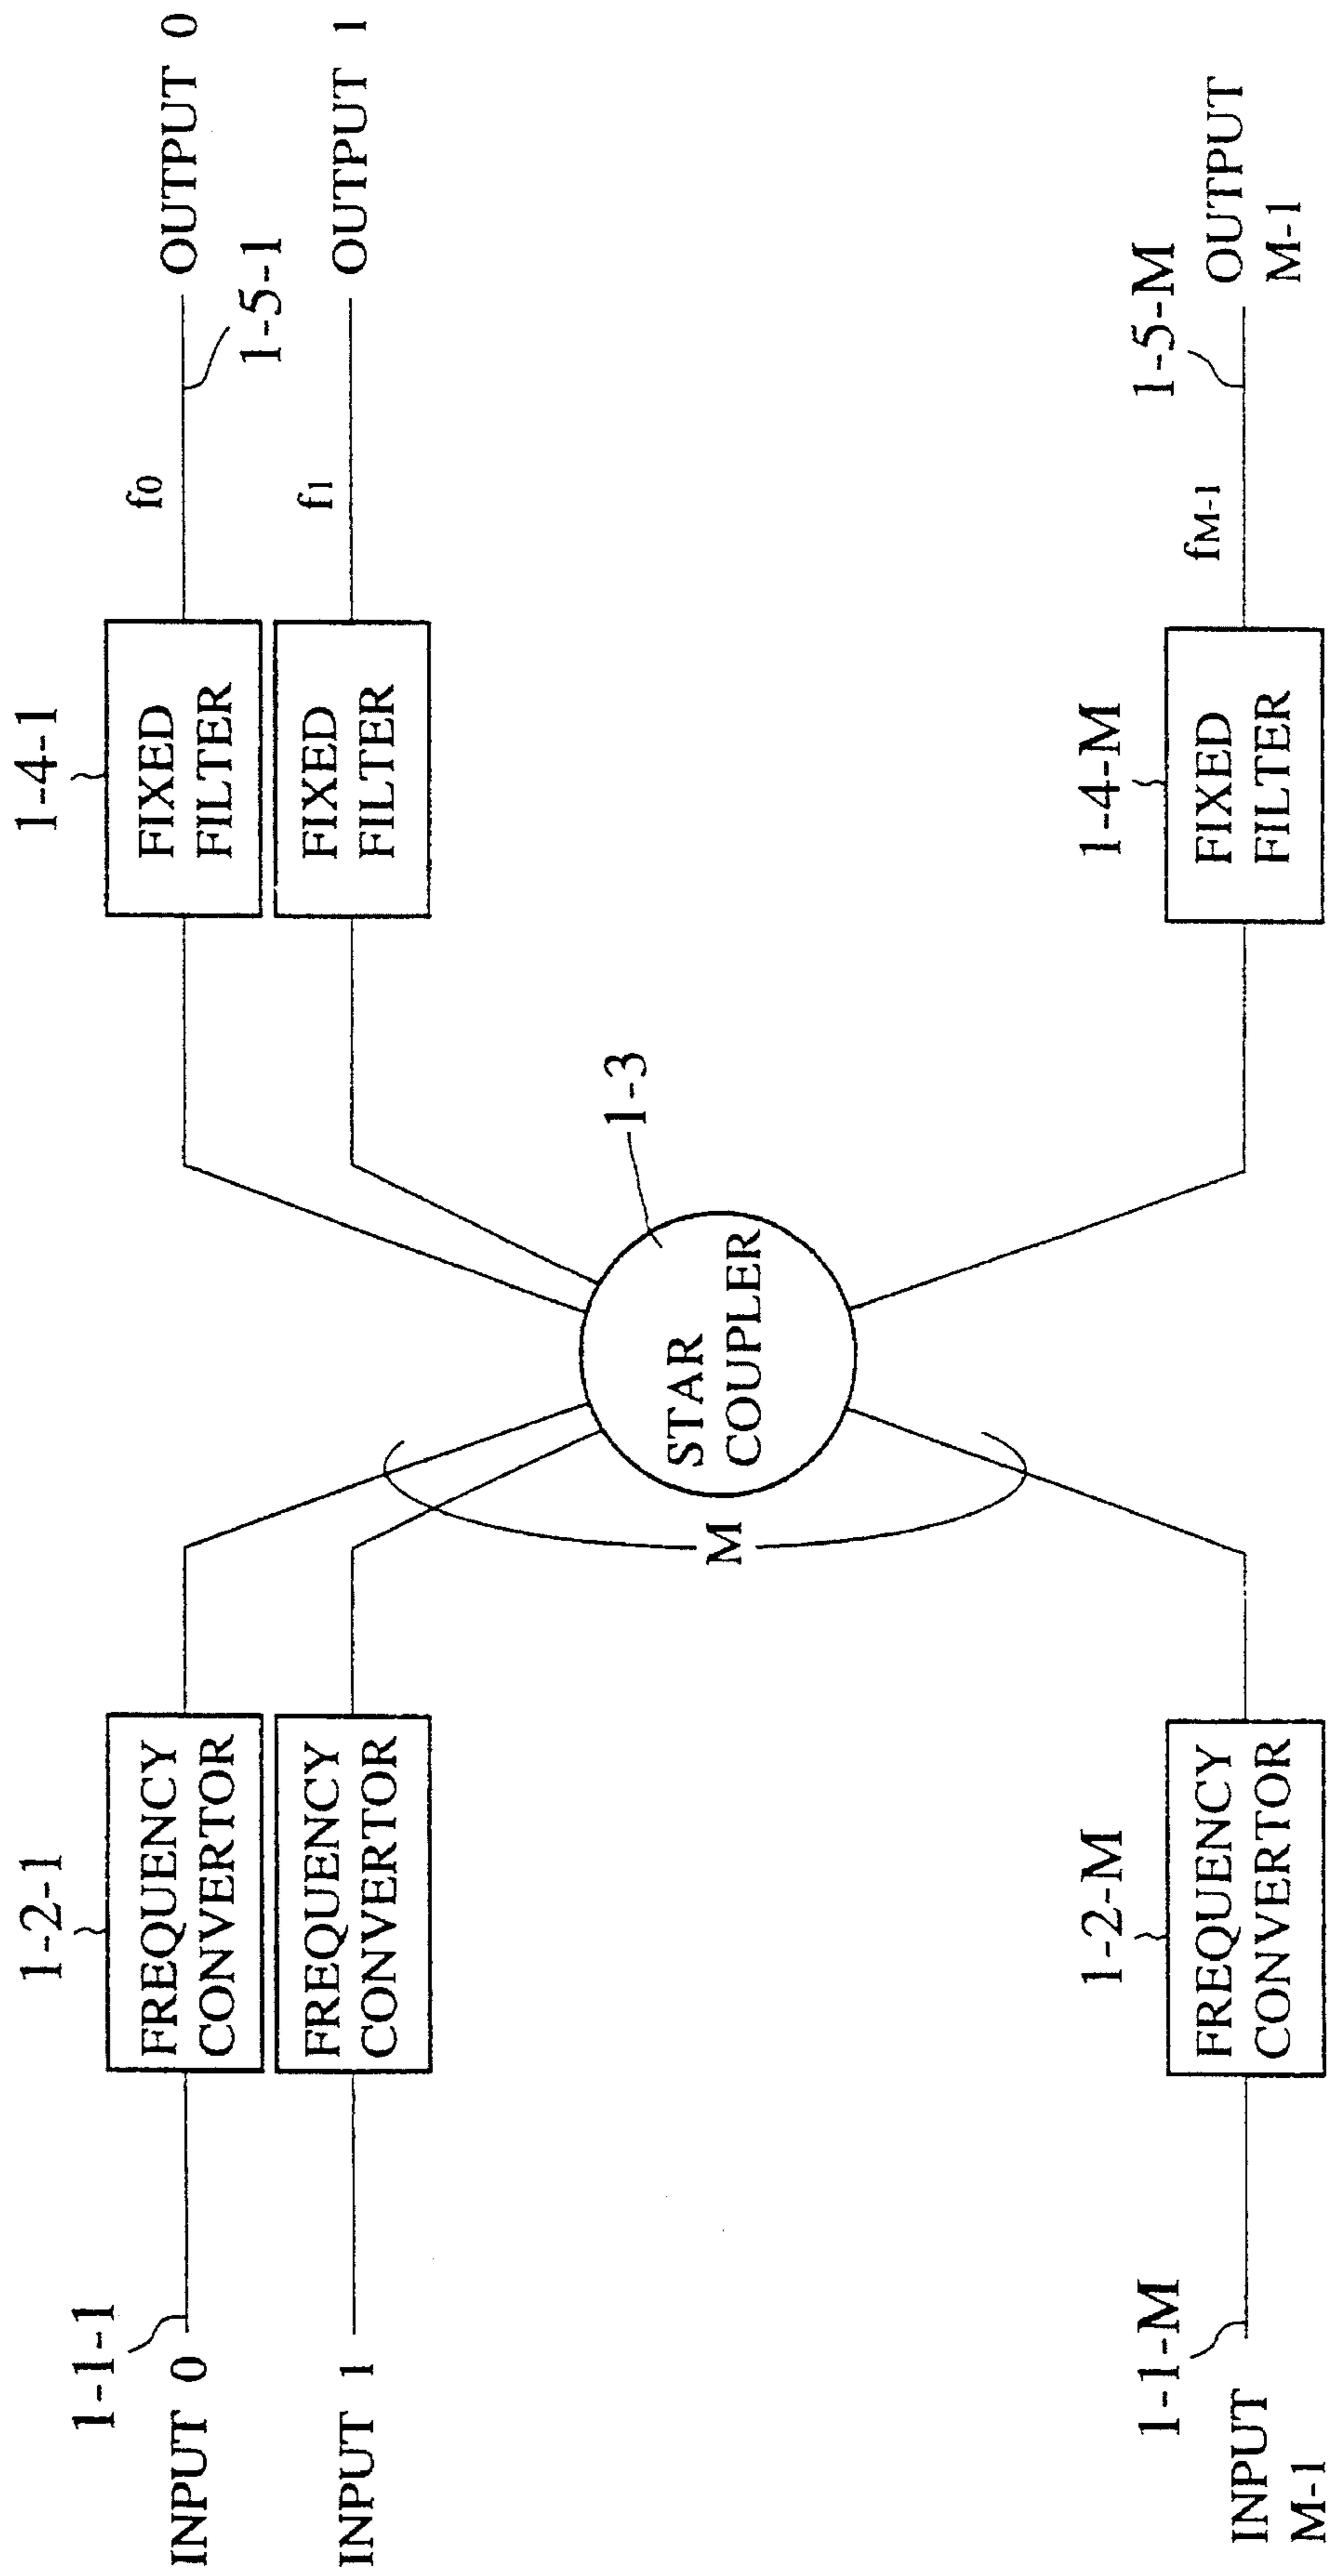 1-1-1
INPUT 0
INPUT 1
1-1-M
INPUT
M-1
1-2-1
FREQUENCY
CONVERTOR
FREQUENCY
CONVERTOR
1-2-M
FREQUENCY
CONVERTOR
M
STAR
COUPLER
1-3
1-4-1
FIXED
FILTER
FIXED
FILTER
1-4-M
FIXED
FILTER
f0
f1
fM-1
1-5-1
OUTPUT 0
OUTPUT 1
1-5-M
OUTPUT
M-1